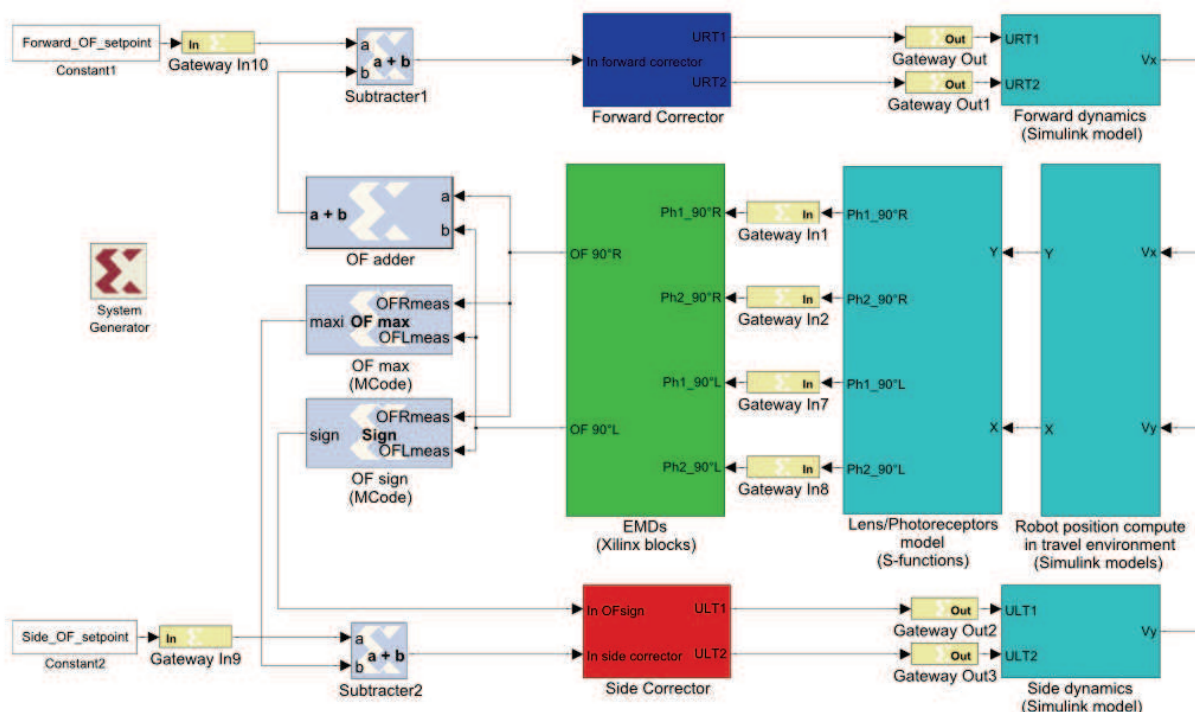 Forward_OF_setpoint
Constant1
In
Gateway In10
a
b
a + b
Subtracter1
In forward corrector
URT1
URT2
Forward Corrector
Out
Gateway Out
Out
Gateway Out1
URT1
URT2
Vx
Forward dynamics
(Simulink model)
System
Generator
a + b
a
b
OF adder
maxi
OF max
OFRmeas
OFLmeas
OF max
(MCode)
sign
Sign
OFRmeas
OFLmeas
OF sign
(MCode)
OF 90°R
OF 90°L
Ph1_90°R
Ph2_90°R
Ph1_90°L
Ph2_90°L
EMDs
(Xilinx blocks)
In
Gateway In1
In
Gateway In2
In
Gateway In7
In
Gateway In8
Ph1_90°R
Ph2_90°R
Ph1_90°L
Ph2_90°L
Y
X
Lens/Photoreceptors
model
(S-functions)
Y
X
Vx
Vy
Robot position compute
in travel environment
(Simulink models)
Side_OF_setpoint
Constant2
In
Gateway In9
a
b
a + b
Subtracter2
In OFsign
In side corrector
ULT1
ULT2
Side Corrector
Out
Gateway Out2
Out
Gateway Out3
ULT1
ULT2
Vy
Side dynamics
(Simulink model)